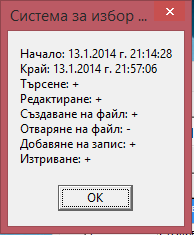 Система за избор ...
Начало: 13.1.2014 г. 21:14:28
Край: 13.1.2014 г. 21:57:06
Търсене: +
Редактиране: +
Създаване на файл: +
Отваряне на файл: -
Добавяне на запис: +
Изтриване: +
OK